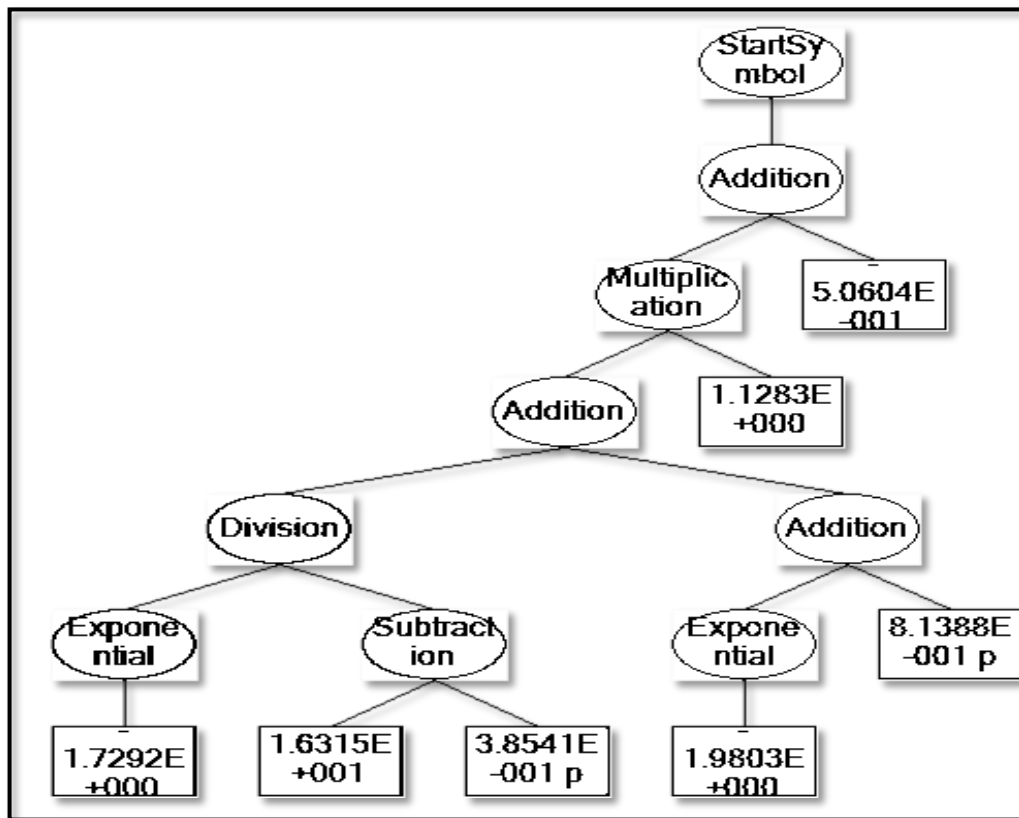 StartSy
mbol
Addition
Multiplic
ation
-
5.0604E
-001
Addition
1.1283E
+000
Division
Addition
Expone
ntial
Subtract
ion
Expone
ntial
8.1388E
-001 p
-
1.7292E
+000
1.6315E
+001
3.8541E
-001 p
-
1.9803E
+000